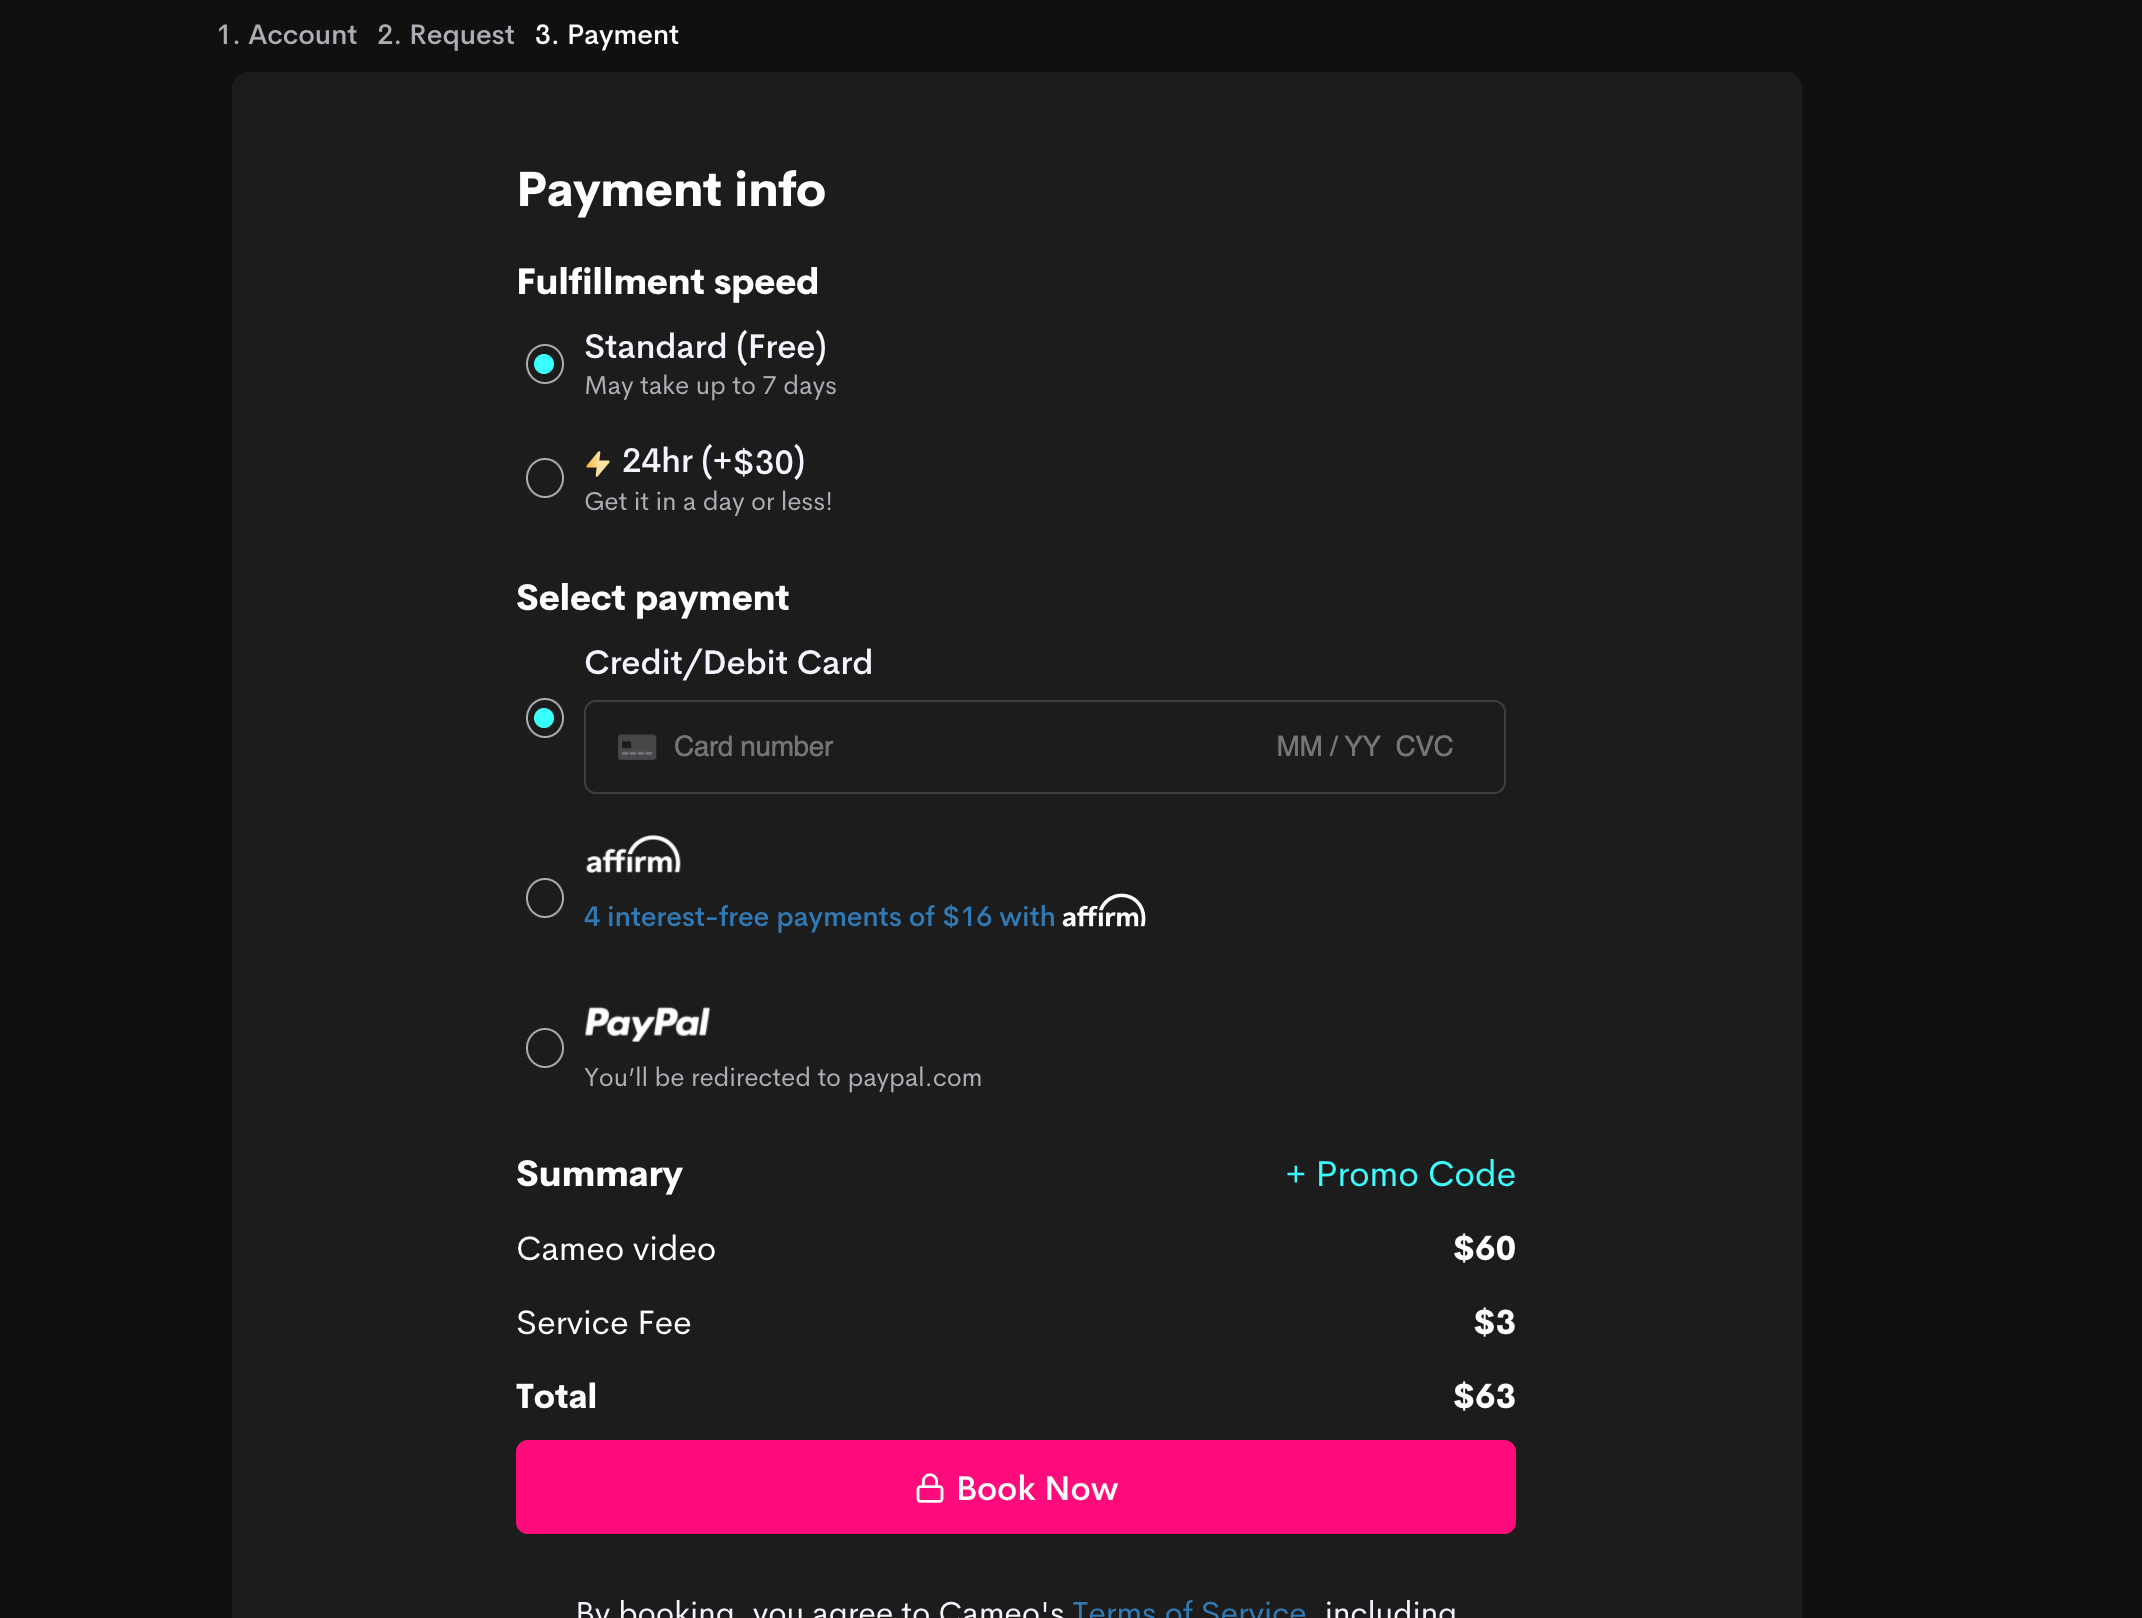 1. Account 2. Request 3. Payment
Payment info
Fulfillment speed
Standard (Free)
May take up to 7 days
⚡ 24hr (+$30)
Get it in a day or less!
Select payment
Credit/Debit Card
Card number MM / YY CVC
affirm
4 interest-free payments of $16 with affirm
PayPal
You'll be redirected to paypal.com
Summary + Promo Code
Cameo video $60
Service Fee $3
Total $63
Book Now
By booking, you agree to Cameo's Terms of Service, including